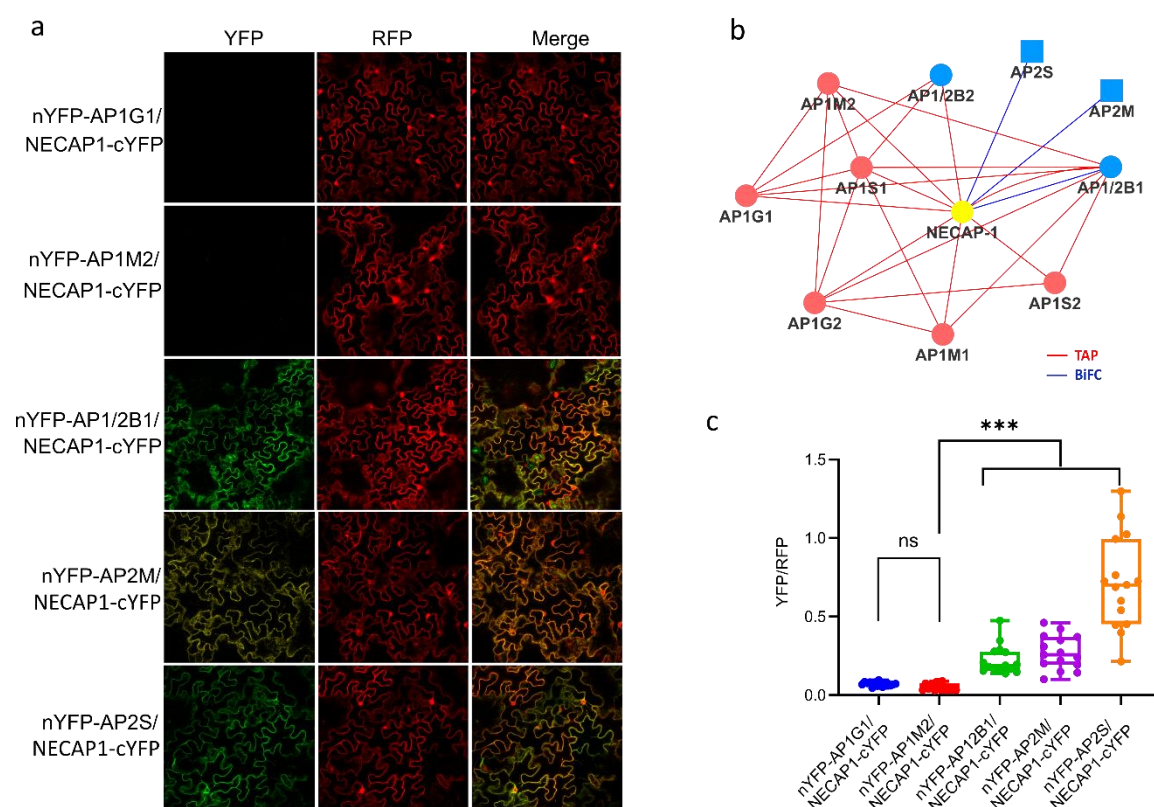 a
YFP RFP Merge
nYFP-AP1G1/
NECAP1-cYFP
nYFP-AP1M2/
NECAP1-cYFP
nYFP-AP1/2B1/
NECAP1-cYFP
nYFP-AP2M/
NECAP1-cYFP
nYFP-AP2S/
NECAP1-cYFP
b
AP2S
AP1M2
AP1/2B2
AP2M
AP1S1
AP1/2B1
AP1G1
NECAP-1
AP1S2
AP1G2
AP1M1
TAP
BiFC
c
***
ns
YFP/RFP
1.5
1.0
0.5
0.0
nYFP-AP1G1/
NECAP1-cYFP
nYFP-AP1M2/
NECAP1-cYFP
nYFP-AP12B1/
NECAP1-cYFP
nYFP-AP2M/
NECAP1-cYFP
nYFP-AP2S/
NECAP1-cYFP